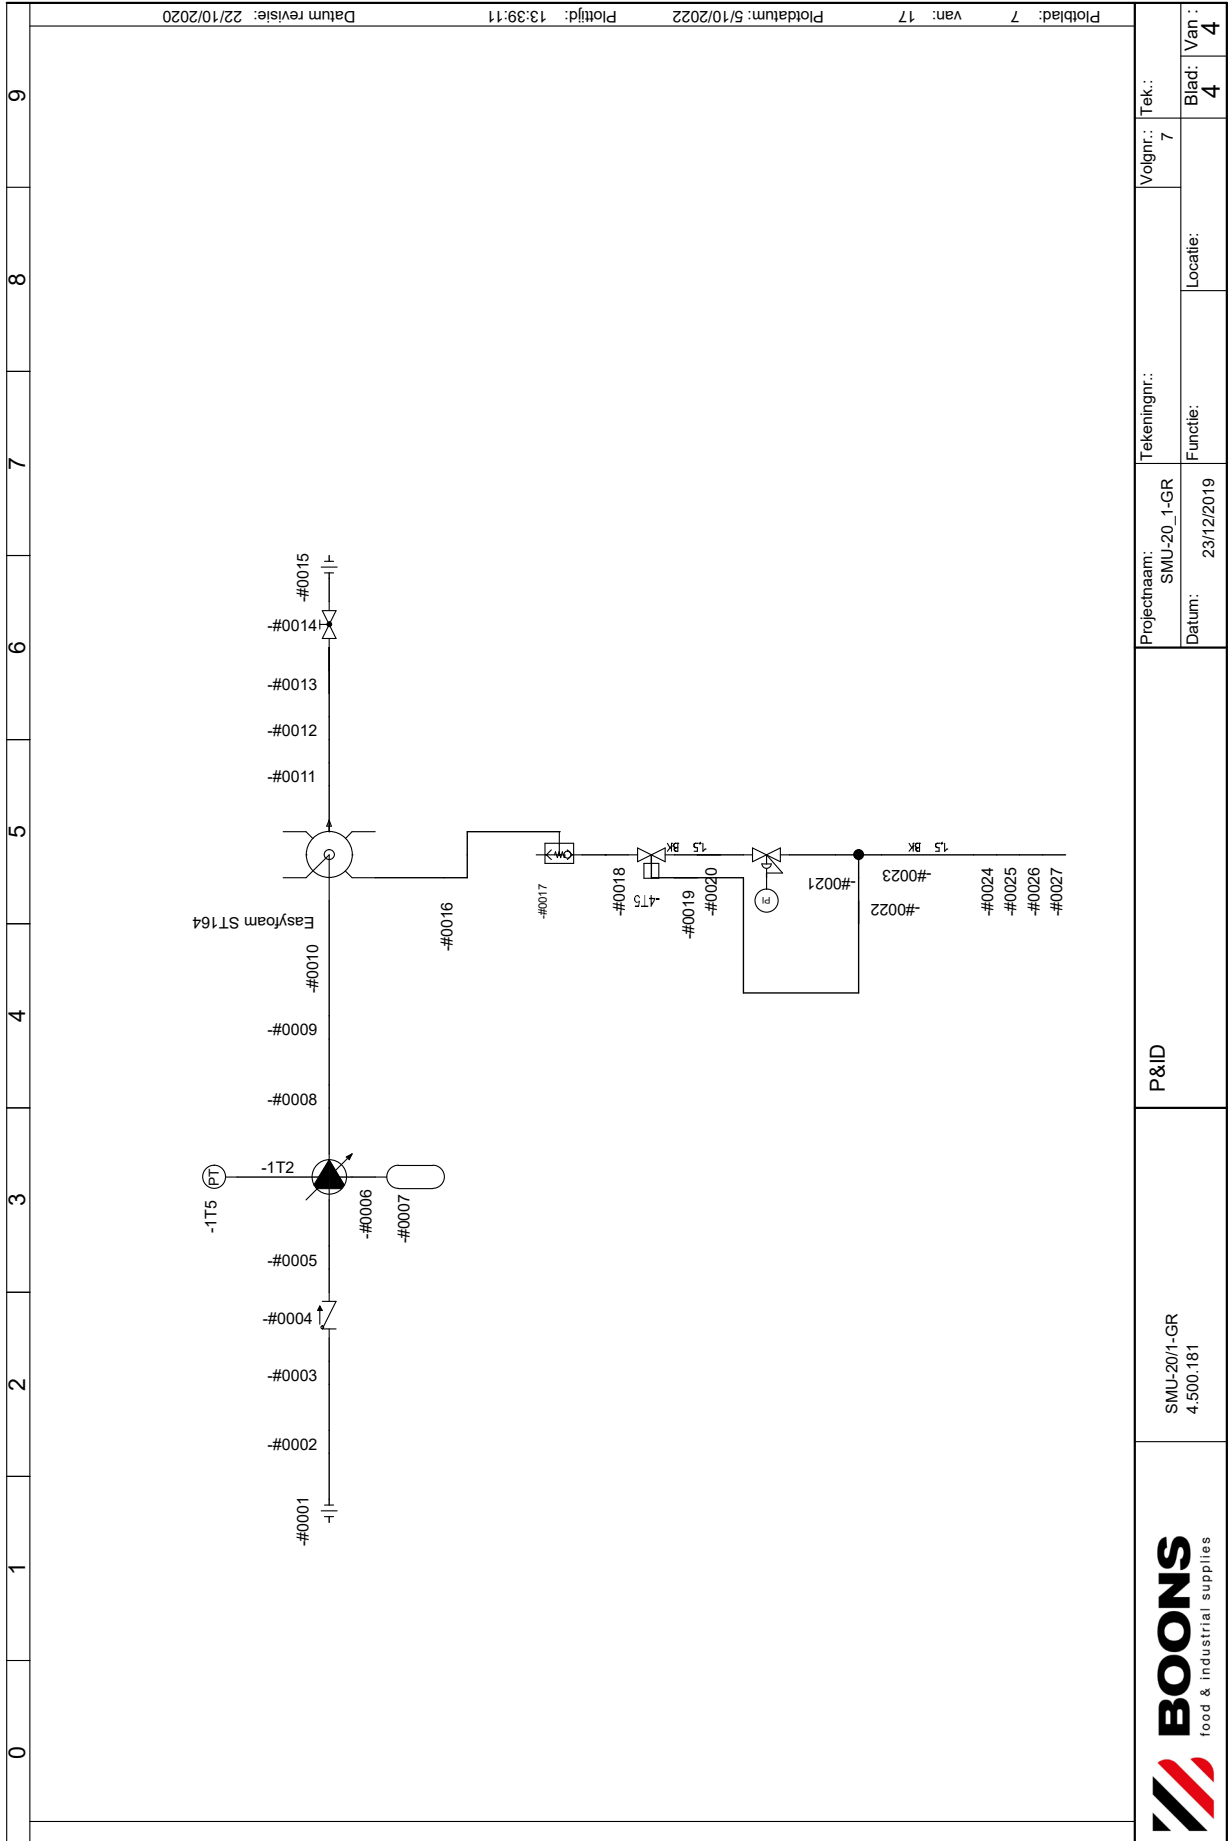 0 1 2 3 4 5 6 7 8 9
-1T5
PT
-1T2
Easyfoam ST164
-#0001
-#0002
-#0003
-#0004
-#0005
-#0006
-#0007
-#0008
-#0009
-#0010
-#0011
-#0012
-#0013
-#0014
-#0015
-#0016
-#0017
-#0018
-4T5
BK 1,5
-#0019
-#0020
PI
-#0021
-#0022
-#0023
BK 1,5
-#0024
-#0025
-#0026
-#0027
Plotblad: 7 van: 17 Plotdatum: 5/10/2022 Plottijd: 13:39:11 Datum revisie: 22/10/2020
BOONS
food & industrial supplies
SMU-20/1-GR
4.500.181
P&ID
Projectnaam:
SMU-20_1-GR
Tekeningnr.:
Volgnr.:
7
Tek.:
Datum:
23/12/2019
Functie:
Locatie:
Blad:
4
Van :
4